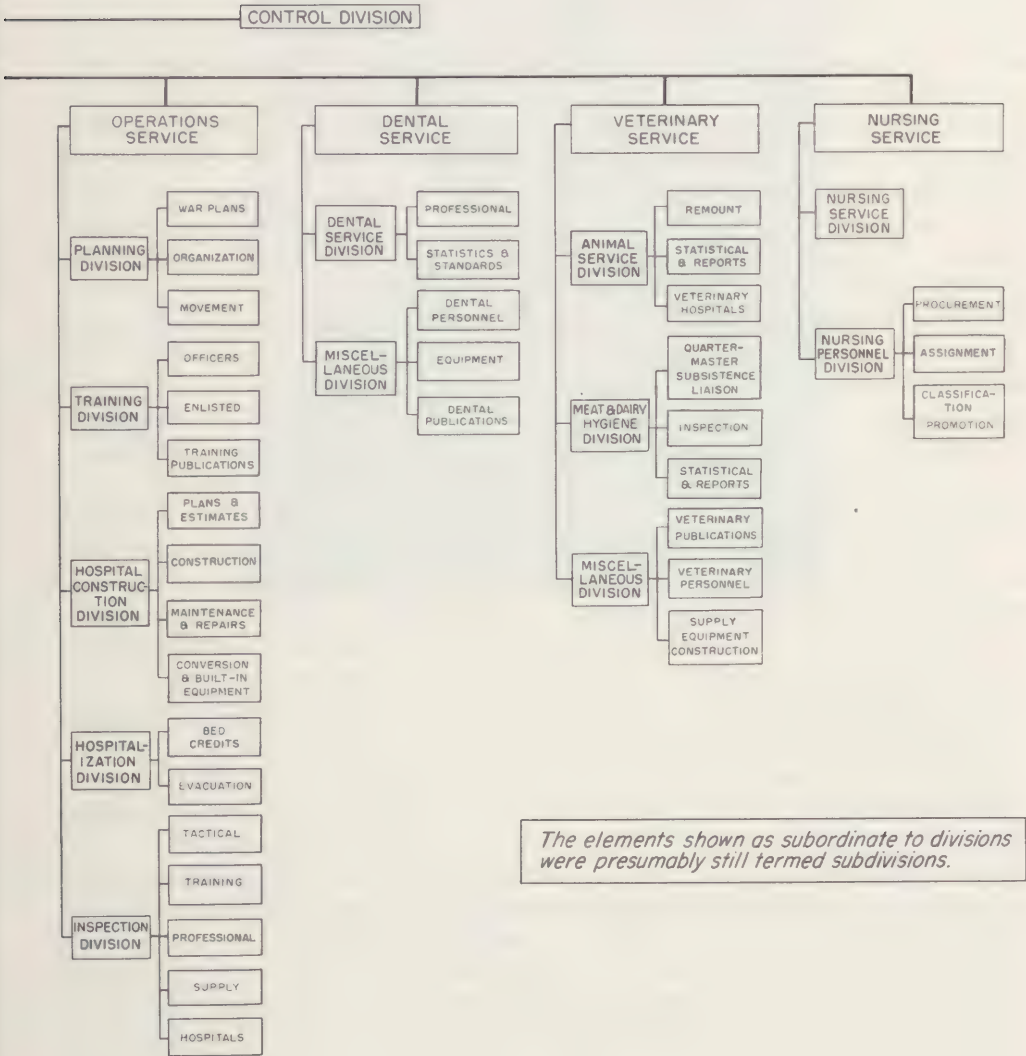 CONTROL DIVISION
OPERATIONS
SERVICE
PLANNING
DIVISION
WAR PLANS
ORGANIZATION
MOVEMENT
TRAINING
DIVISION
OFFICERS
ENLISTED
TRAINING
PUBLICATIONS
HOSPITAL
CONSTRUC-
TION
DIVISION
PLANS &
ESTIMATES
CONSTRUCTION
MAINTENANCE
& REPAIRS
CONVERSION
& BUILT-IN
EQUIPMENT
HOSPITAL-
IZATION
DIVISION
BED
CREDITS
EVACUATION
INSPECTION
DIVISION
TACTICAL
TRAINING
PROFESSIONAL
SUPPLY
HOSPITALS
DENTAL
SERVICE
DENTAL
SERVICE
DIVISION
PROFESSIONAL
STATISTICS &
STANDARDS
MISCEL-
LANEOUS
DIVISION
DENTAL
PERSONNEL
EQUIPMENT
DENTAL
PUBLICATIONS
VETERINARY
SERVICE
ANIMAL
SERVICE
DIVISION
REMOUNT
STATISTICAL
& REPORTS
VETERINARY
HOSPITALS
MEAT & DAIRY
HYGIENE
DIVISION
QUARTER-
MASTER
SUBSISTENCE
LIAISON
INSPECTION
STATISTICAL
& REPORTS
MISCEL-
LANEOUS
DIVISION
VETERINARY
PUBLICATIONS
VETERINARY
PERSONNEL
SUPPLY
EQUIPMENT
CONSTRUCTION
NURSING
SERVICE
NURSING
SERVICE
DIVISION
NURSING
PERSONNEL
DIVISION
PROCUREMENT
ASSIGNMENT
CLASSIFICA-
TION
PROMOTION
The elements shown as subordinate to divisions
were presumably still termed subdivisions.